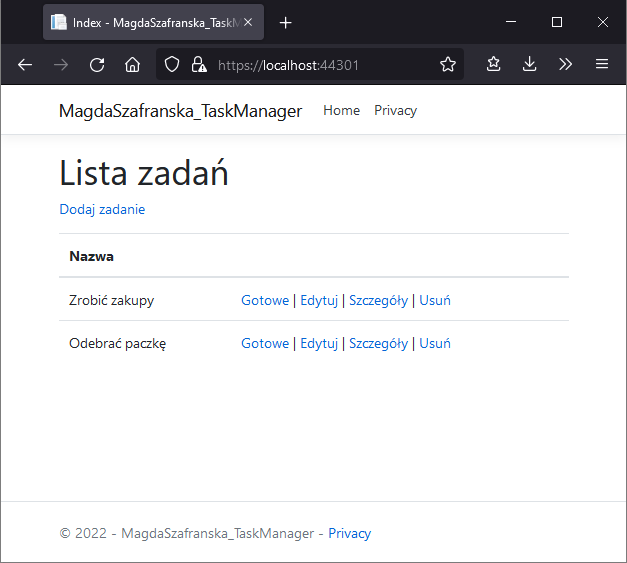 Index - MagdaSzafranska_TaskM
https://localhost:44301
MagdaSzafranska_TaskManager Home Privacy
Lista zadań
Dodaj zadanie
Nazwa
Zrobić zakupy Gotowe | Edytuj | Szczegóły | Usuń
Odebrać paczkę Gotowe | Edytuj | Szczegóły | Usuń
© 2022 - MagdaSzafranska_TaskManager - Privacy